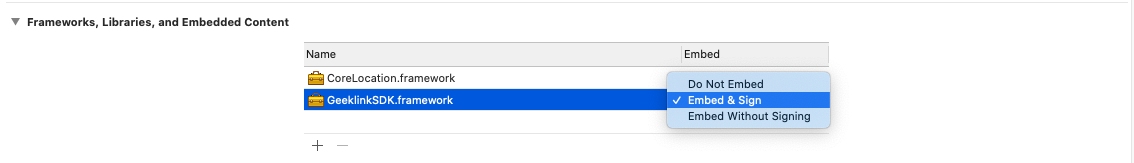 Frameworks, Libraries, and Embedded Content
Name Embed
CoreLocation.framework
Do Not Embed
GeeklinkSDK.framework ✓ Embed & Sign
Embed Without Signing
+ −